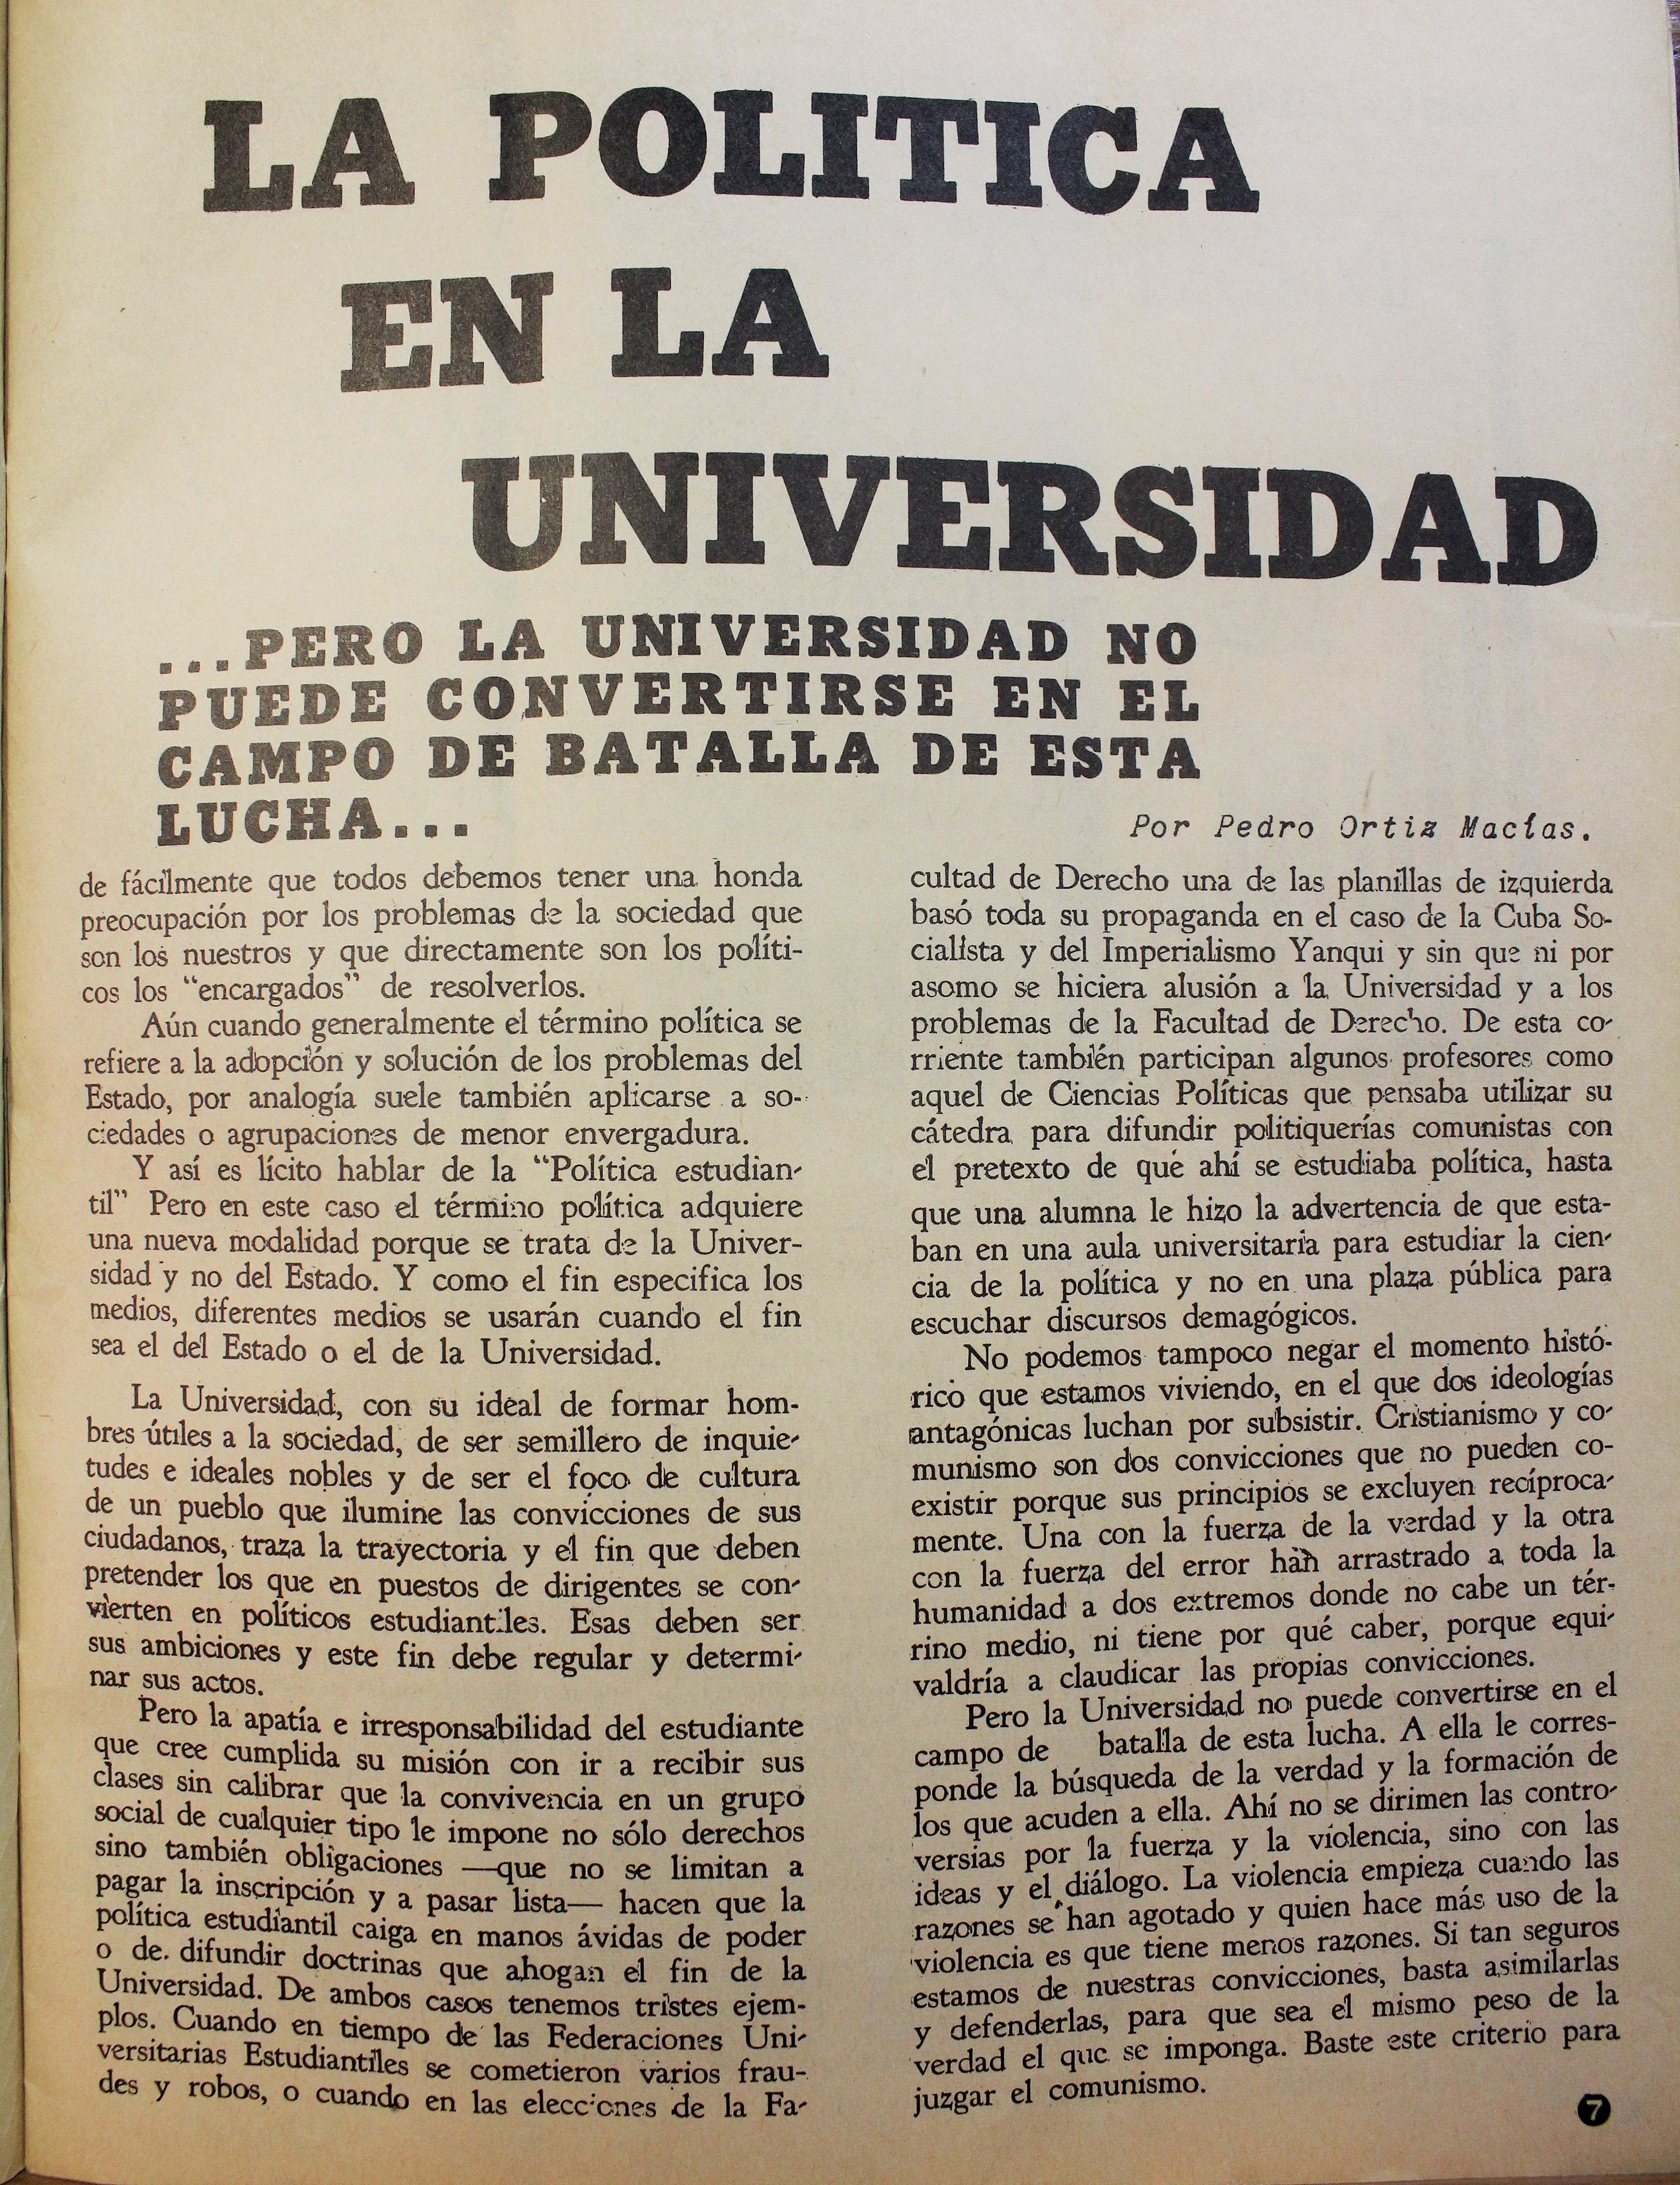 LA POLITICA
EN LA
UNIVERSIDAD
...PERO LA UNIVERSIDAD NO
PUEDE CONVERTIRSE EN EL
CAMPO DE BATALLA DE ESTA
LUCHA...
Por Pedro Ortiz Macías.
de fácilmente que todos debemos tener una honda
preocupación por los problemas de la sociedad que
son los nuestros y que directamente son los políti-
cos los "encargados" de resolverlos.
Aún cuando generalmente el término política se
refiere a la adopción y solución de los problemas del
Estado, por analogía suele también aplicarse a so-
ciedades o agrupaciones de menor envergadura.
Y así es lícito hablar de la "Política estudian-
til" Pero en este caso el término política adquiere
una nueva modalidad porque se trata de la Univer-
sidad y no del Estado. Y como el fin especifica los
medios, diferentes medios se usarán cuando el fin
sea el del Estado o el de la Universidad.
La Universidad, con su ideal de formar hom-
bres útiles a la sociedad, de ser semillero de inquie-
tudes e ideales nobles y de ser el foco de cultura
de un pueblo que ilumine las convicciones de sus
ciudadanos, traza la trayectoria y el fin que deben
pretender los que en puestos de dirigentes se con-
vierten en políticos estudiantiles. Esas deben ser
sus ambiciones y este fin debe regular y determi-
nar sus actos.
Pero la apatía e irresponsabilidad del estudiante
que cree cumplida su misión con ir a recibir sus
clases sin calibrar que la convivencia en un grupo
social de cualquier tipo le impone no sólo derechos
sino también obligaciones —que no se limitan a
pagar la inscripción y a pasar lista— hacen que la
política estudiantil caiga en manos ávidas de poder
o de. difundir doctrinas que ahogan el fin de la
Universidad. De ambos casos tenemos tristes ejem-
plos. Cuando en tiempo de las Federaciones Uni-
versitarias Estudiantiles se cometieron varios frau-
des y robos, o cuando en las elecciones de la Fa-
cultad de Derecho una de las planillas de izquierda
basó toda su propaganda en el caso de la Cuba So-
cialista y del Imperialismo Yanqui y sin que ni por
asomo se hiciera alusión a la Universidad y a los
problemas de la Facultad de Derecho. De esta co-
rriente también participan algunos profesores como
aquel de Ciencias Políticas que pensaba utilizar su
cátedra para difundir politiquerías comunistas con
el pretexto de qué ahí se estudiaba política, hasta
que una alumna le hizo la advertencia de que esta-
ban en una aula universitaria para estudiar la cien-
cia de la política y no en una plaza pública para
escuchar discursos demagógicos.
No podemos tampoco negar el momento histó-
rico que estamos viviendo, en el que dos ideologías
antagónicas luchan por subsistir. Cristianismo y co-
munismo son dos convicciones que no pueden co-
existir porque sus principios se excluyen recíproca-
mente. Una con la fuerza de la verdad y la otra
con la fuerza del error han arrastrado a toda la
humanidad a dos extremos donde no cabe un tér-
rino medio, ni tiene por qué caber, porque equi-
valdría a claudicar las propias convicciones.
Pero la Universidad no puede convertirse en el
campo de batalla de esta lucha. A ella le corres-
ponde la búsqueda de la verdad y la formación de
los que acuden a ella. Ahí no se dirimen las contro-
versias por la fuerza y la violencia, sino con las
ideas y el diálogo. La violencia empieza cuando las
razones se han agotado y quien hace más uso de la
violencia es que tiene menos razones. Si tan seguros
estamos de nuestras convicciones, basta asimilarlas
y defenderlas, para que sea el mismo peso de la
verdad el que se imponga. Baste este criterio para
juzgar el comunismo.
7